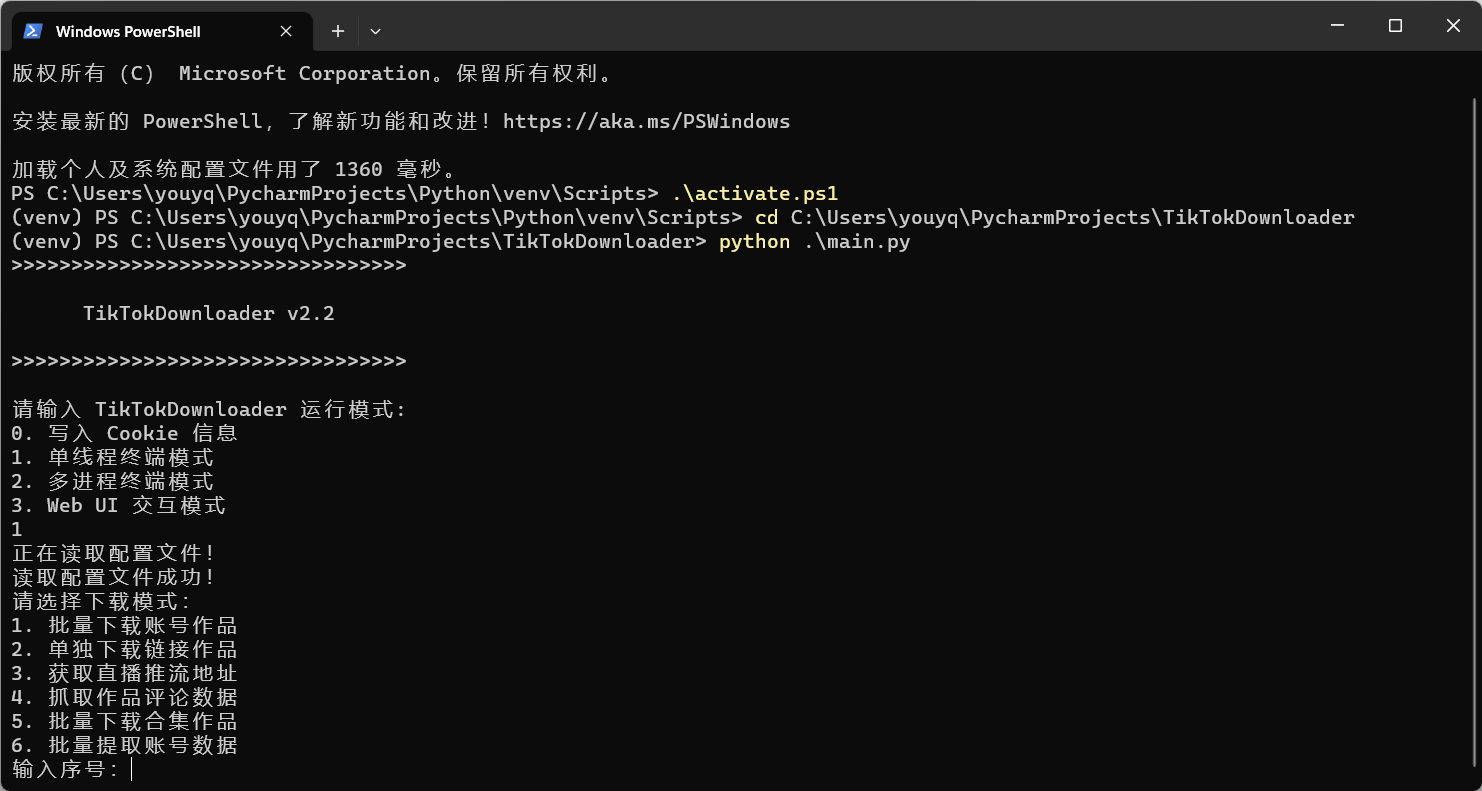 Windows PowerShell
版权所有 (C)  Microsoft Corporation。保留所有权利。
安装最新的 PowerShell，了解新功能和改进！https://aka.ms/PSWindows
加载个人及系统配置文件用了 1360 毫秒。
PS C:\Users\youyq\PycharmProjects\Python\venv\Scripts> .\activate.ps1
(venv) PS C:\Users\youyq\PycharmProjects\Python\venv\Scripts> cd C:\Users\youyq\PycharmProjects\TikTokDownloader
(venv) PS C:\Users\youyq\PycharmProjects\TikTokDownloader> python .\main.py
>>>>>>>>>>>>>>>>>>>>>>>>>>>>>>>>>
TikTokDownloader v2.2
>>>>>>>>>>>>>>>>>>>>>>>>>>>>>>>>>
请输入 TikTokDownloader 运行模式：
0. 写入 Cookie 信息
1. 单线程终端模式
2. 多进程终端模式
3. Web UI 交互模式
1
正在读取配置文件！
读取配置文件成功！
请选择下载模式：
1. 批量下载账号作品
2. 单独下载链接作品
3. 获取直播推流地址
4. 抓取作品评论数据
5. 批量下载合集作品
6. 批量提取账号数据
输入序号：